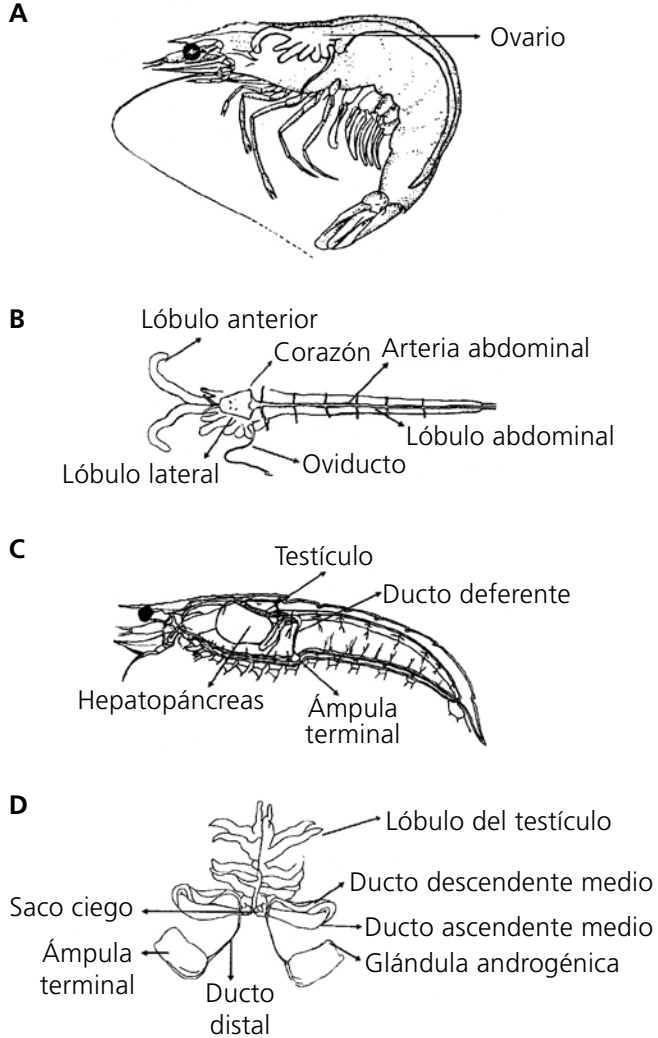 A
Ovario
B
Lóbulo anterior
Corazón
Arteria abdominal
Lóbulo abdominal
Lóbulo lateral
Oviducto
C
Testículo
Ducto deferente
Hepatopáncreas
Ámpula
terminal
D
Lóbulo del testículo
Ducto descendente medio
Saco ciego
Ducto ascendente medio
Ámpula
terminal
Glándula androgénica
Ducto
distal